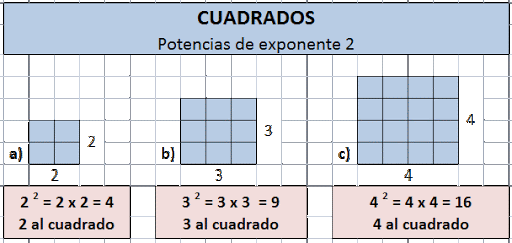 CUADRADOS
Potencias de exponente 2
a)
2
2
b)
3
3
c)
4
4
2 ² = 2 x 2 = 4
2 al cuadrado
3 ² = 3 x 3 = 9
3 al cuadrado
4 ² = 4 x 4 = 16
4 al cuadrado